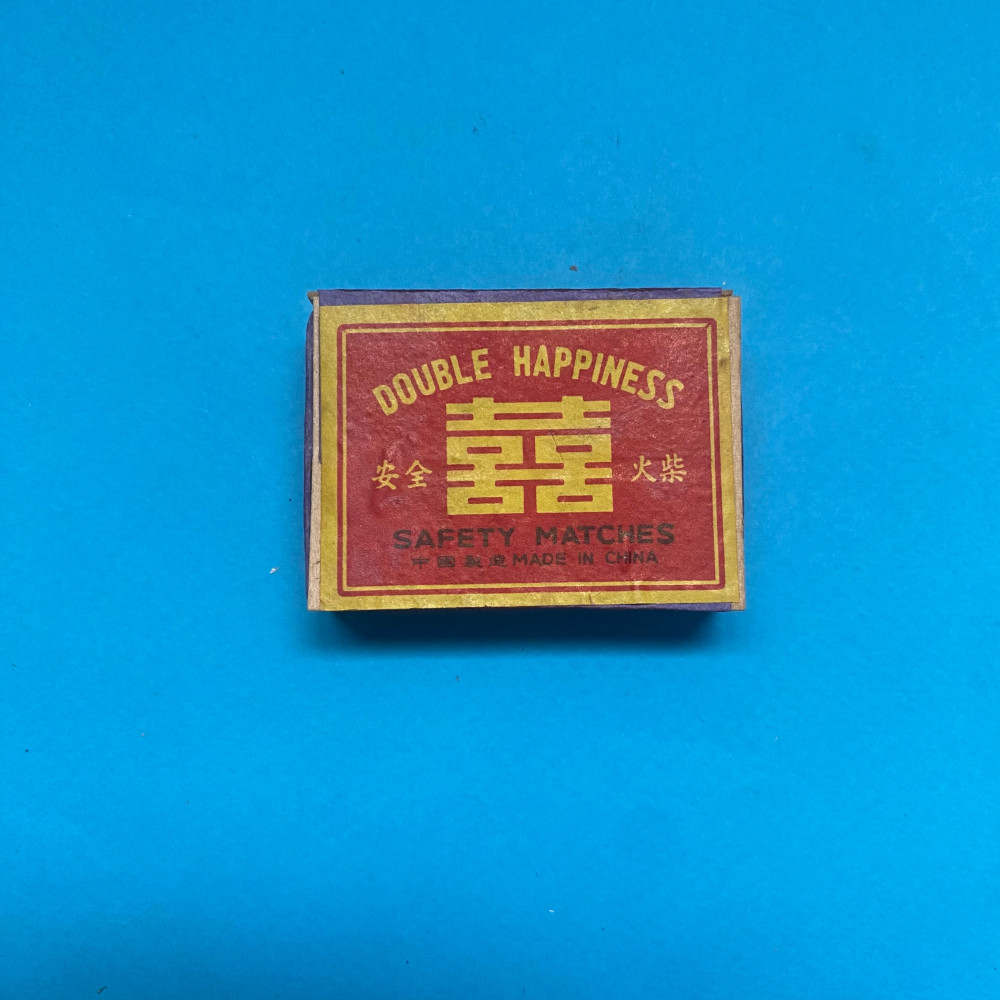 DOUBLE HAPPINESS
囍
安全 火柴
SAFETY MATCHES
中國製造 MADE IN CHINA